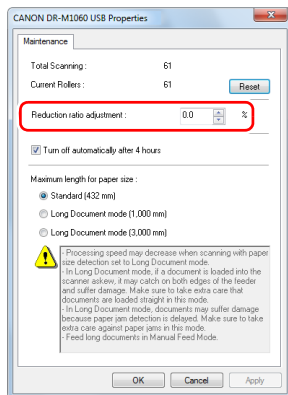 CANON DR-M1060 USB Properties
Maintenance
Total Scanning : 61
Current Rollers : 61 Reset
Reduction ratio adjustment : 0.0 %
Turn off automatically after 4 hours
Maximum length for paper size :
Standard (432 mm)
Long Document mode (1,000 mm)
Long Document mode (3,000 mm)
- Processing speed may decrease when scanning with paper
size detection set to Long Document mode.
- In Long Document mode, if a document is loaded into the
scanner askew, it may catch on both edges of the feeder
and suffer damage. Make sure to take extra care that
documents are loaded straight in this mode.
- In Long Document mode, documents may suffer damage
because paper jam detection is delayed. Make sure to take
extra care against paper jams in this mode.
- Feed long documents in Manual Feed Mode.
OK Cancel Apply